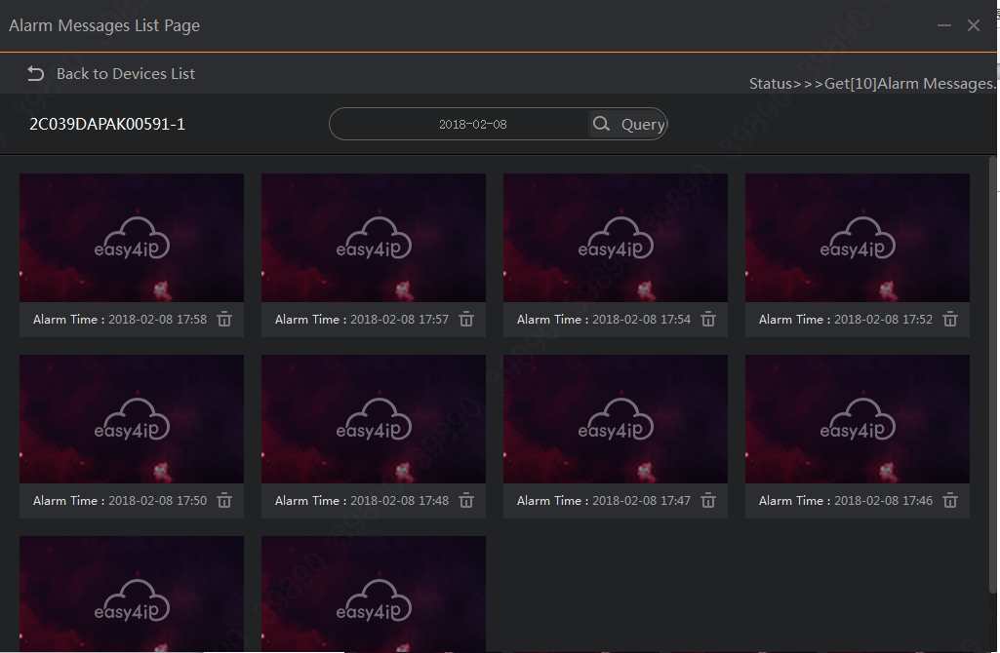 Alarm Messages List Page
Back to Devices List
Status>>>Get[10]Alarm Messages.
2C039DAPAK00591-1
2018-02-08
Query
easy4ip
easy4ip
easy4ip
easy4ip
Alarm Time : 2018-02-08 17:58
Alarm Time : 2018-02-08 17:57
Alarm Time : 2018-02-08 17:54
Alarm Time : 2018-02-08 17:52
easy4ip
easy4ip
easy4ip
easy4ip
Alarm Time : 2018-02-08 17:50
Alarm Time : 2018-02-08 17:48
Alarm Time : 2018-02-08 17:47
Alarm Time : 2018-02-08 17:46
easy4ip
easy4ip
39890